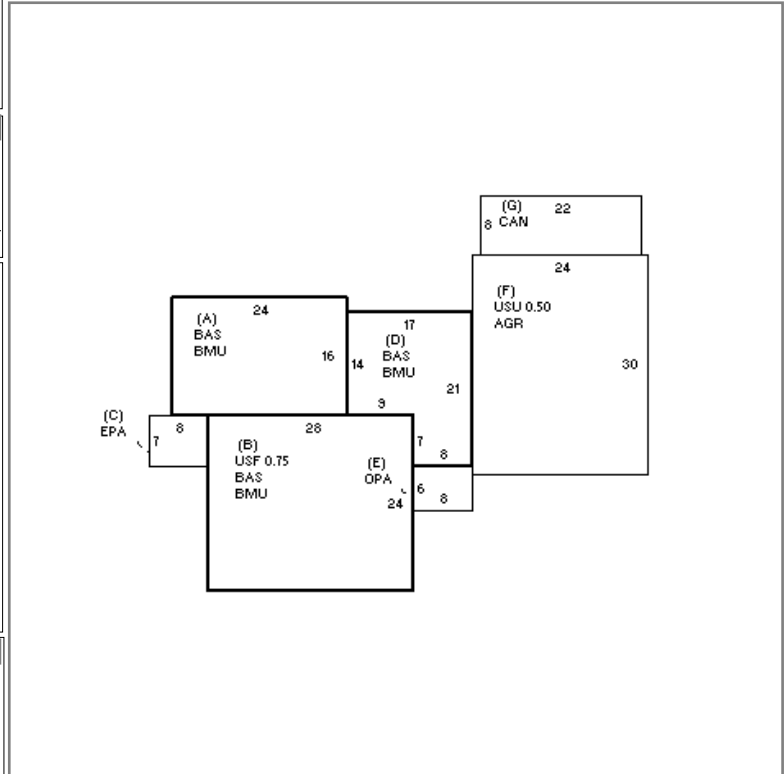 (G)
22
8
CAN
24
(F)
USU 0.50
AGR
30
24
(A)
BAS
BMU
16
17
(D)
14
BAS
BMU
21
9
(C)
EPA
8
7
28
(B)
USF 0.75
BAS
BMU
7
8
(E)
OPA
6
8
24